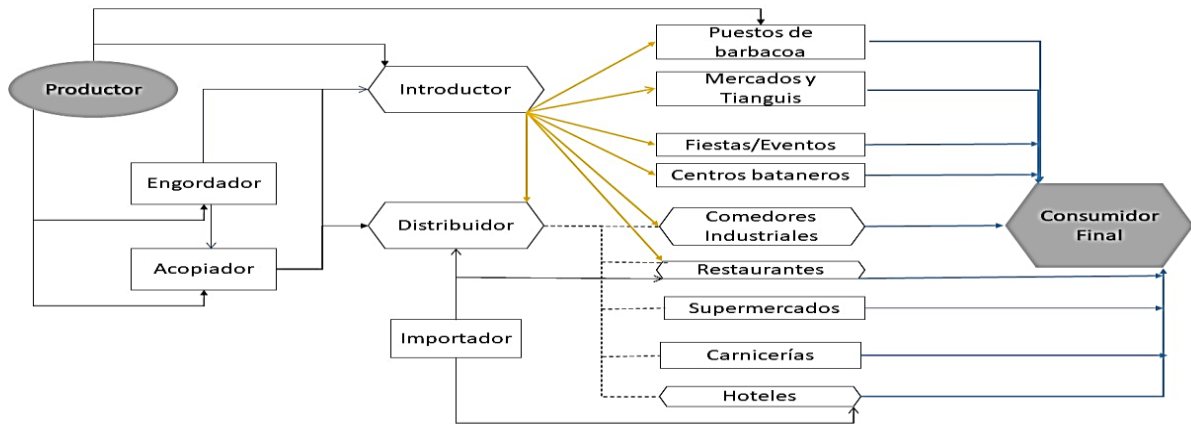 Puestos de
barbacoa
Productor
Introductor
Mercados y
Tianguis
Fiestas/Eventos
Engordador
Centros bataneros
Distribuidor
Comedores
Industriales
Consumidor
Final
Acopiador
Restaurantes
Supermercados
Importador
Carnicerías
Hoteles